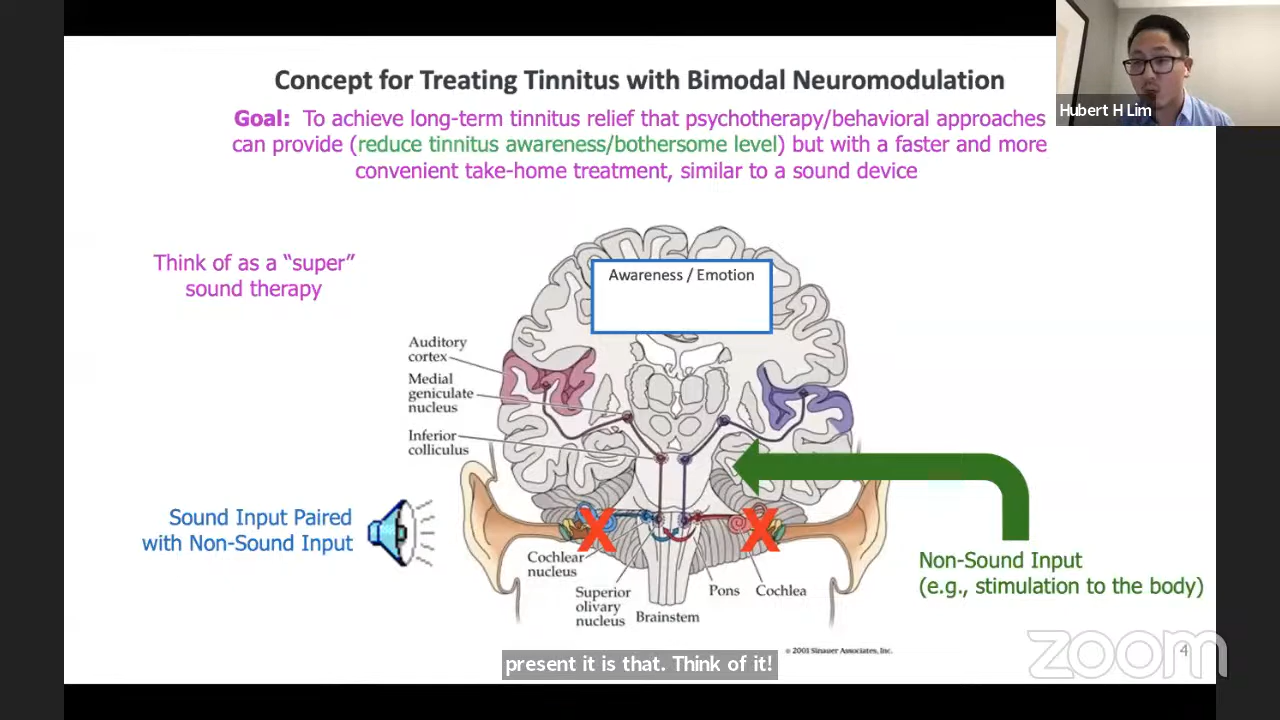 Concept for Treating Tinnitus with Bimodal Neuromodulation
Hubert H Lim
Goal: To achieve long-term tinnitus relief that psychotherapy/behavioral approaches
can provide (reduce tinnitus awareness/bothersome level) but with a faster and more
convenient take-home treatment, similar to a sound device
Think of as a “super”
sound therapy
Awareness / Emotion
Auditory
cortex
Medial
geniculate
nucleus
Inferior
colliculus
Sound Input Paired
with Non-Sound Input
X
X
Cochlear
nucleus
Superior
olivary
nucleus
Brainstem
Pons
Cochlea
Non-Sound Input
(e.g., stimulation to the body)
© 2001 Sinauer Associates, Inc.
zoom
4
present it is that. Think of it!